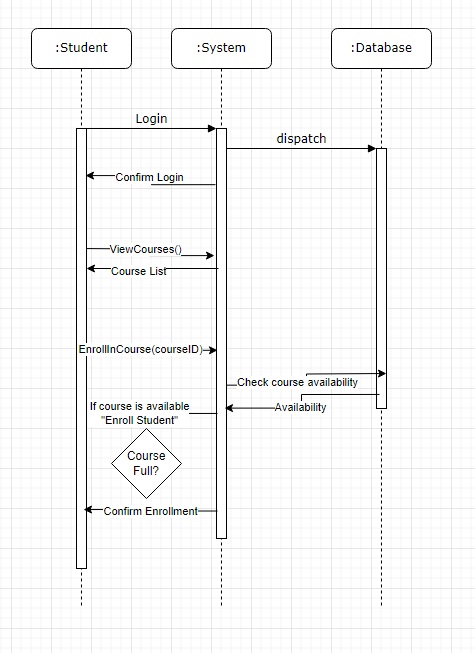 :Student
:System
:Database
Login
dispatch
Confirm Login
ViewCourses()
Course List
EnrollInCourse(courseID)
Check course availability
If course is available
"Enroll Student"
Availability
Course
Full?
Confirm Enrollment